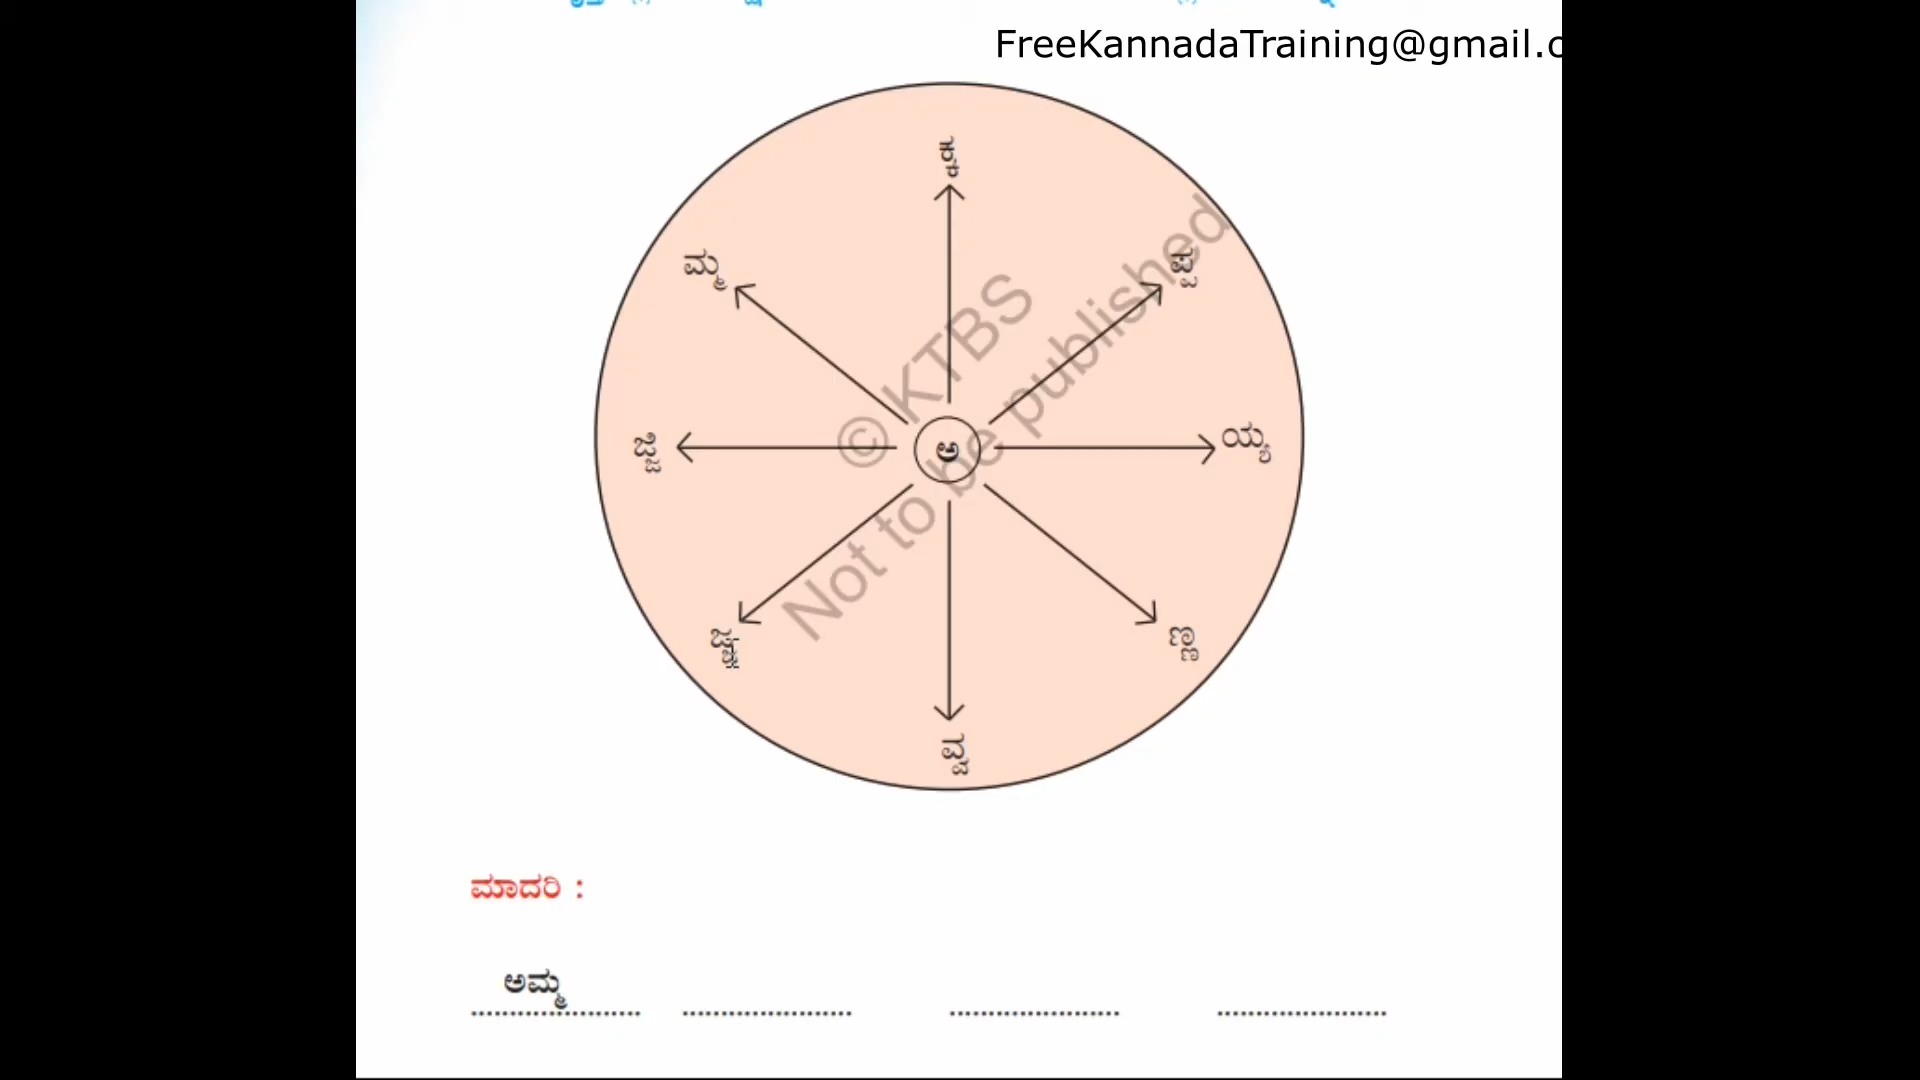 FreeKannadaTraining@gmail.c
ಕ್ಕ
ಮ್ಮ
ಪ್ಪ
© KTBS
Not to be published
ಜ್ಜಿ
ಅ
ಯ್ಯ
ಣ್ಣ
ವ್ವ
ಮಾದರಿ :
ಅಮ್ಮ